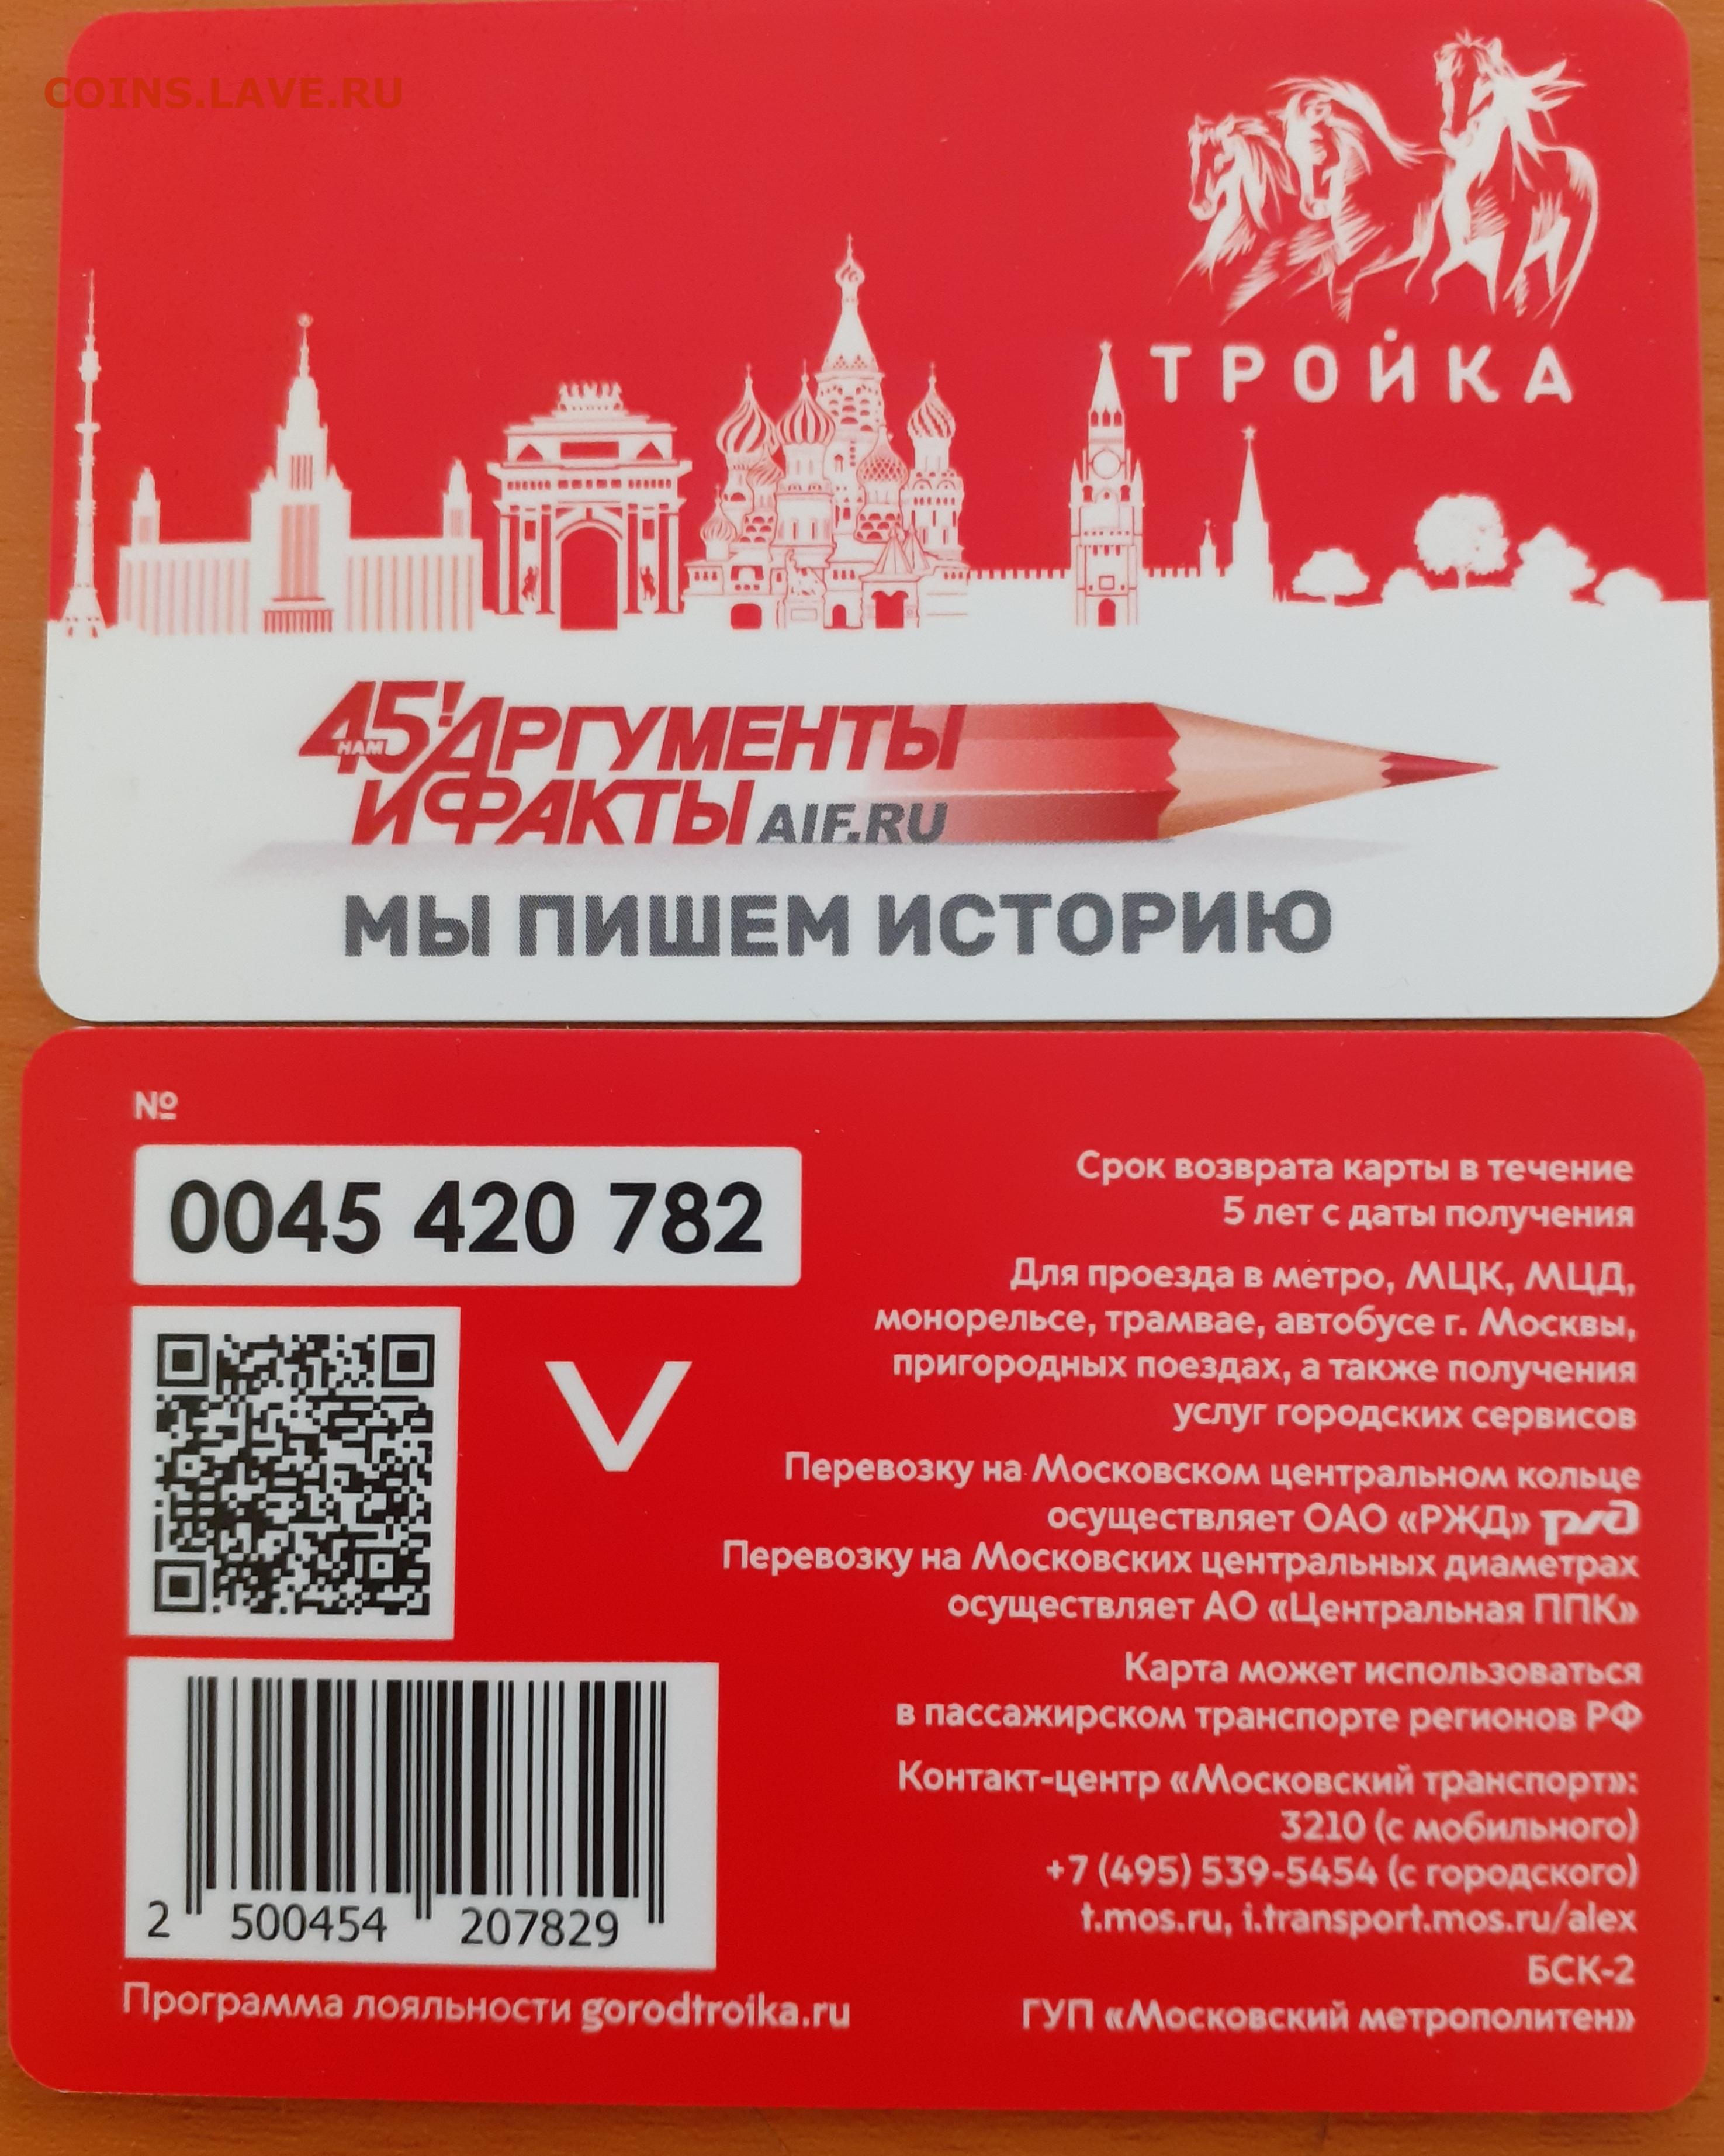 COINS.LAVE.RU
ТРОЙКА
45! АРГУМЕНТЫ
НАМ
И ФАКТЫ AIF.RU
МЫ ПИШЕМ ИСТОРИЮ
№
0045 420 782
Срок возврата карты в течение
5 лет с даты получения
Для проезда в метро, МЦК, МЦД,
монорельсе, трамвае, автобусе г. Москвы,
пригородных поездах, а также получения
услуг городских сервисов
Перевозку на Московском центральном кольце
осуществляет ОАО «РЖД» ржд
Перевозку на Московских центральных диаметрах
осуществляет АО «Центральная ППК»
Карта может использоваться
в пассажирском транспорте регионов РФ
Контакт-центр «Московский транспорт»:
3210 (с мобильного)
+7 (495) 539-5454 (с городского)
t.mos.ru, i.transport.mos.ru/alex
БСК-2
ГУП «Московский метрополитен»
2 500454 207829
Программа лояльности gorodtroika.ru